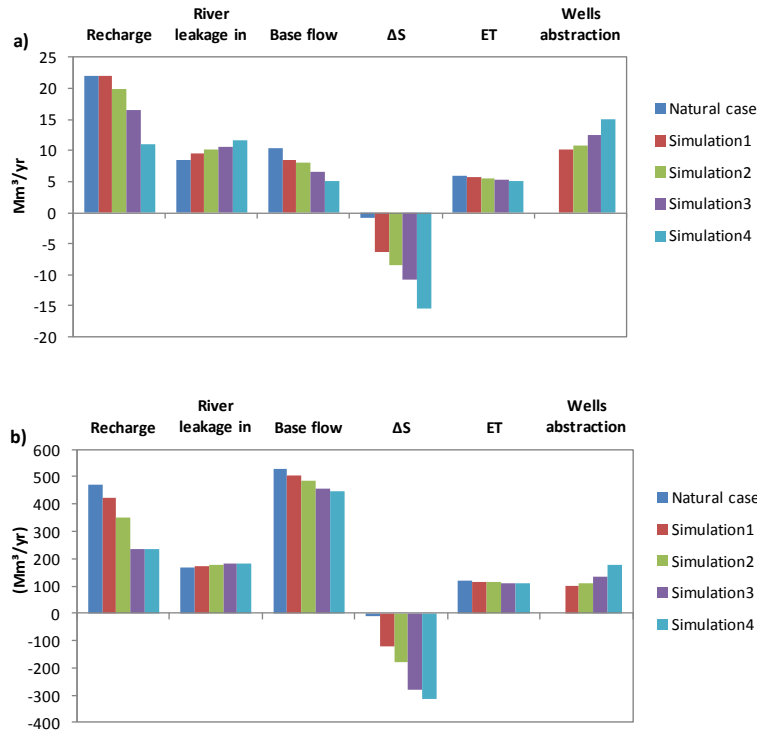 River
Wells
a)
Recharge
leakage in
Base flow
ΔS
ET
abstraction
25
20
15
10
5
0
-5
-10
-15
-20
Mm³/yr
Natural case
Simulation1
Simulation2
Simulation3
Simulation4
River
Wells
b)
Recharge
leakage in
Base flow
ΔS
ET
abstraction
600
500
400
300
200
100
0
-100
-200
-300
-400
(Mm³/yr)
Natural case
Simulation1
Simulation2
Simulation3
Simulation4